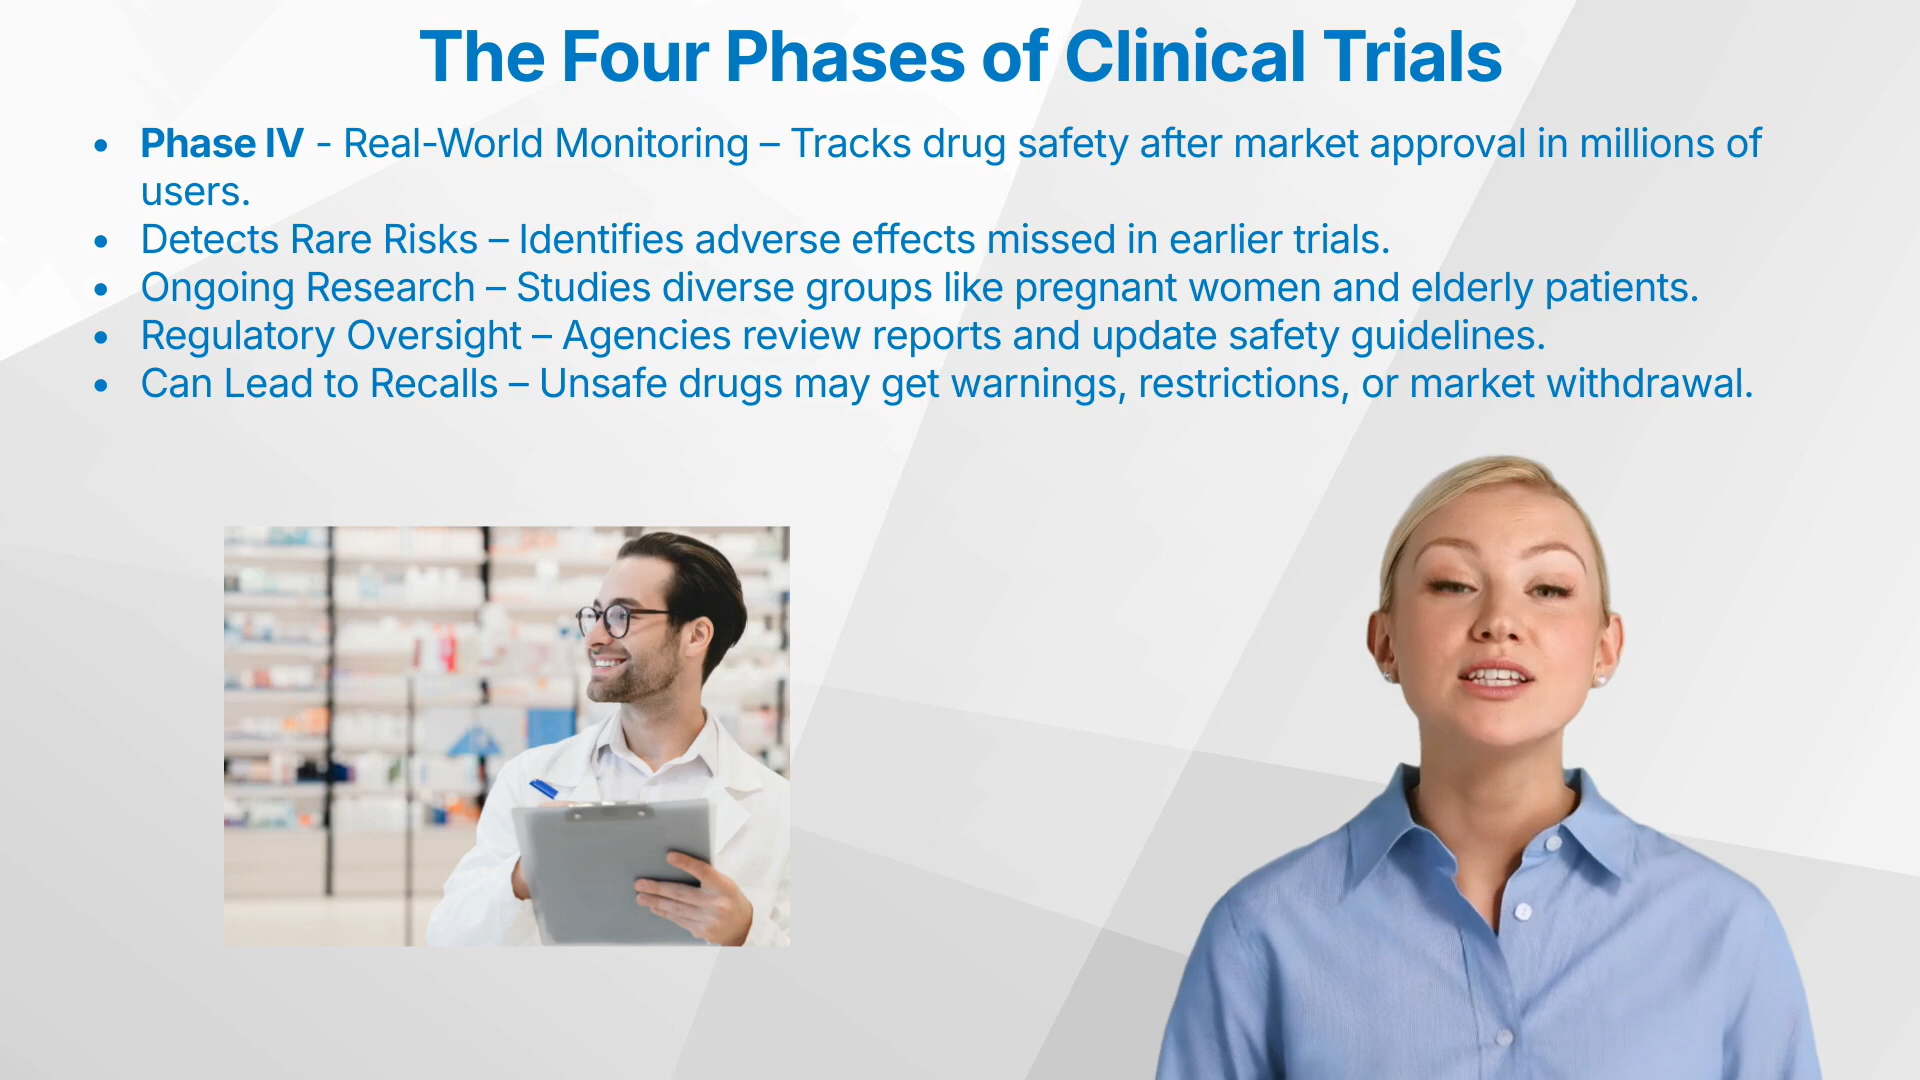 The Four Phases of Clinical Trials
• Phase IV - Real-World Monitoring – Tracks drug safety after market approval in millions of
users.
• Detects Rare Risks – Identifies adverse effects missed in earlier trials.
• Ongoing Research – Studies diverse groups like pregnant women and elderly patients.
• Regulatory Oversight – Agencies review reports and update safety guidelines.
• Can Lead to Recalls – Unsafe drugs may get warnings, restrictions, or market withdrawal.